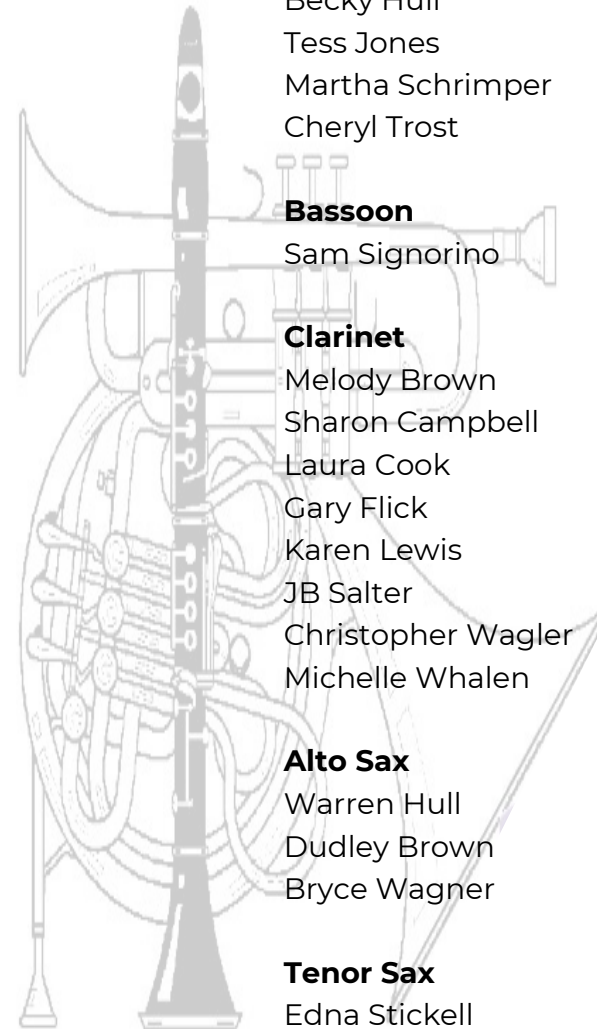 Becky Hull
Tess Jones
Martha Schrimper
Cheryl Trost
Bassoon
Sam Signorino
Clarinet
Melody Brown
Sharon Campbell
Laura Cook
Gary Flick
Karen Lewis
JB Salter
Christopher Wagler
Michelle Whalen
Alto Sax
Warren Hull
Dudley Brown
Bryce Wagner
Tenor Sax
Edna Stickell